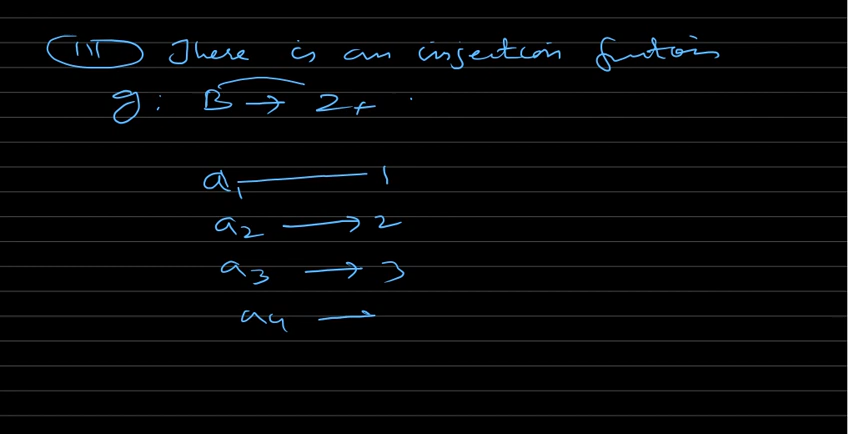 (III) There is an injection function
g: B → Z+ .
a1 — 1
a2 → 2
a3 → 3
a4 →